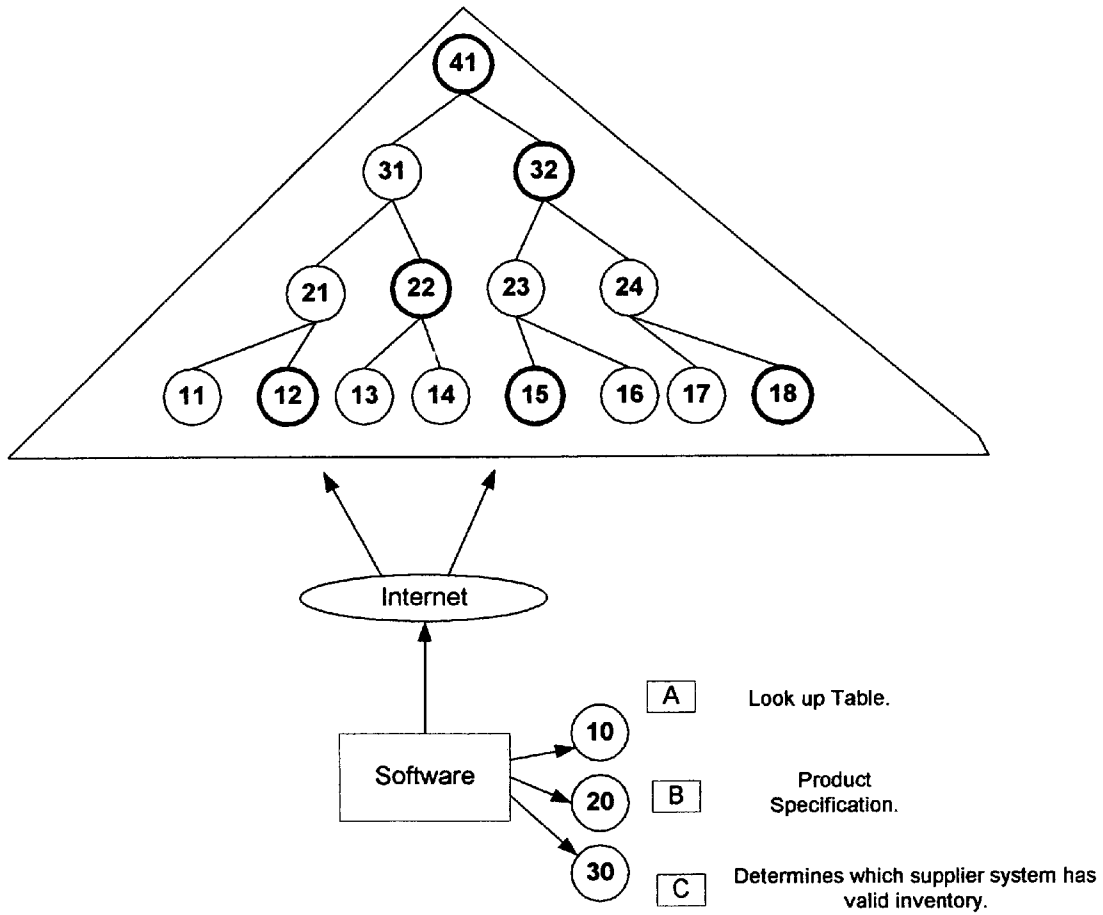 41
31 32
21 22 23 24
11 12 13 14 15 16 17 18
Internet
A Look up Table.
10
Software
20 B Product
Specification.
30 C Determines which supplier system has
valid inventory.